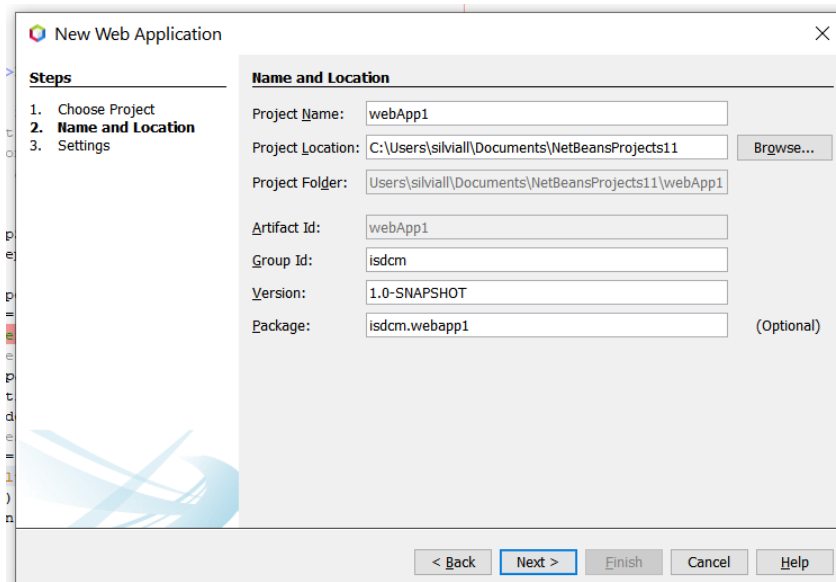 New Web Application
Steps
1. Choose Project
2. Name and Location
3. Settings
Name and Location
Project Name: webApp1
Project Location: C:\Users\silviall\Documents\NetBeansProjects11 Browse...
Project Folder: Users\silviall\Documents\NetBeansProjects11\webApp1
Artifact Id: webApp1
Group Id: isdcm
Version: 1.0-SNAPSHOT
Package: isdcm.webapp1 (Optional)
< Back Next > Finish Cancel Help